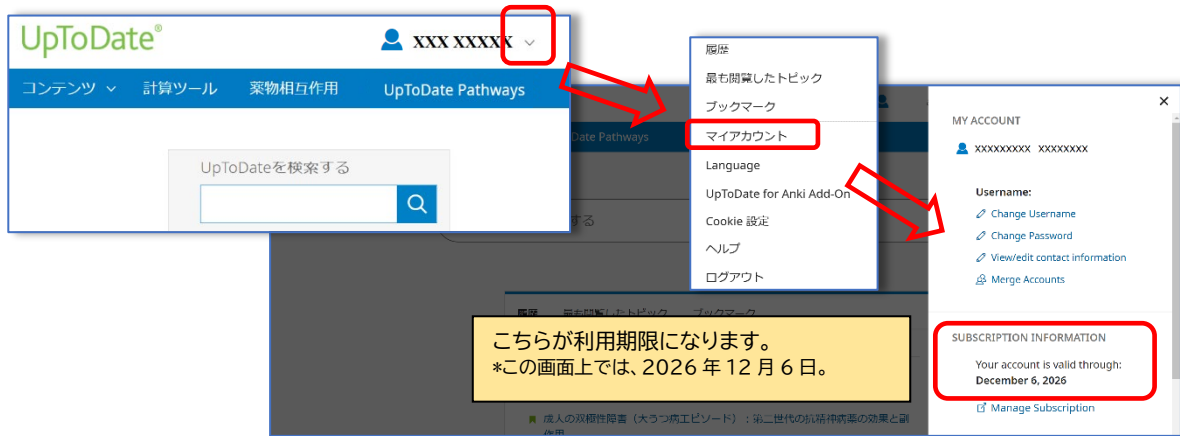 UpToDate®
XXX XXXXX
コンテンツ 計算ツール 薬物相互作用 UpToDate Pathways
UpToDateを検索する
履歴
最も閲覧したトピック
ブックマーク
マイアカウント
Language
UpToDate for Anki Add-On
Cookie 設定
ヘルプ
ログアウト
Date Pathways
する
履歴 最も閲覧したトピック ブックマーク
成人の双極性障害（大うつ病エピソード）：第二世代の抗精神病薬の効果と副
作用
こちらが利用期限になります。
*この画面上では、2026年12月6日。
MY ACCOUNT
XXXXXXXXX XXXXXXXX
Username:
Change Username
Change Password
View/edit contact information
Merge Accounts
SUBSCRIPTION INFORMATION
Your account is valid through:
December 6, 2026
Manage Subscription